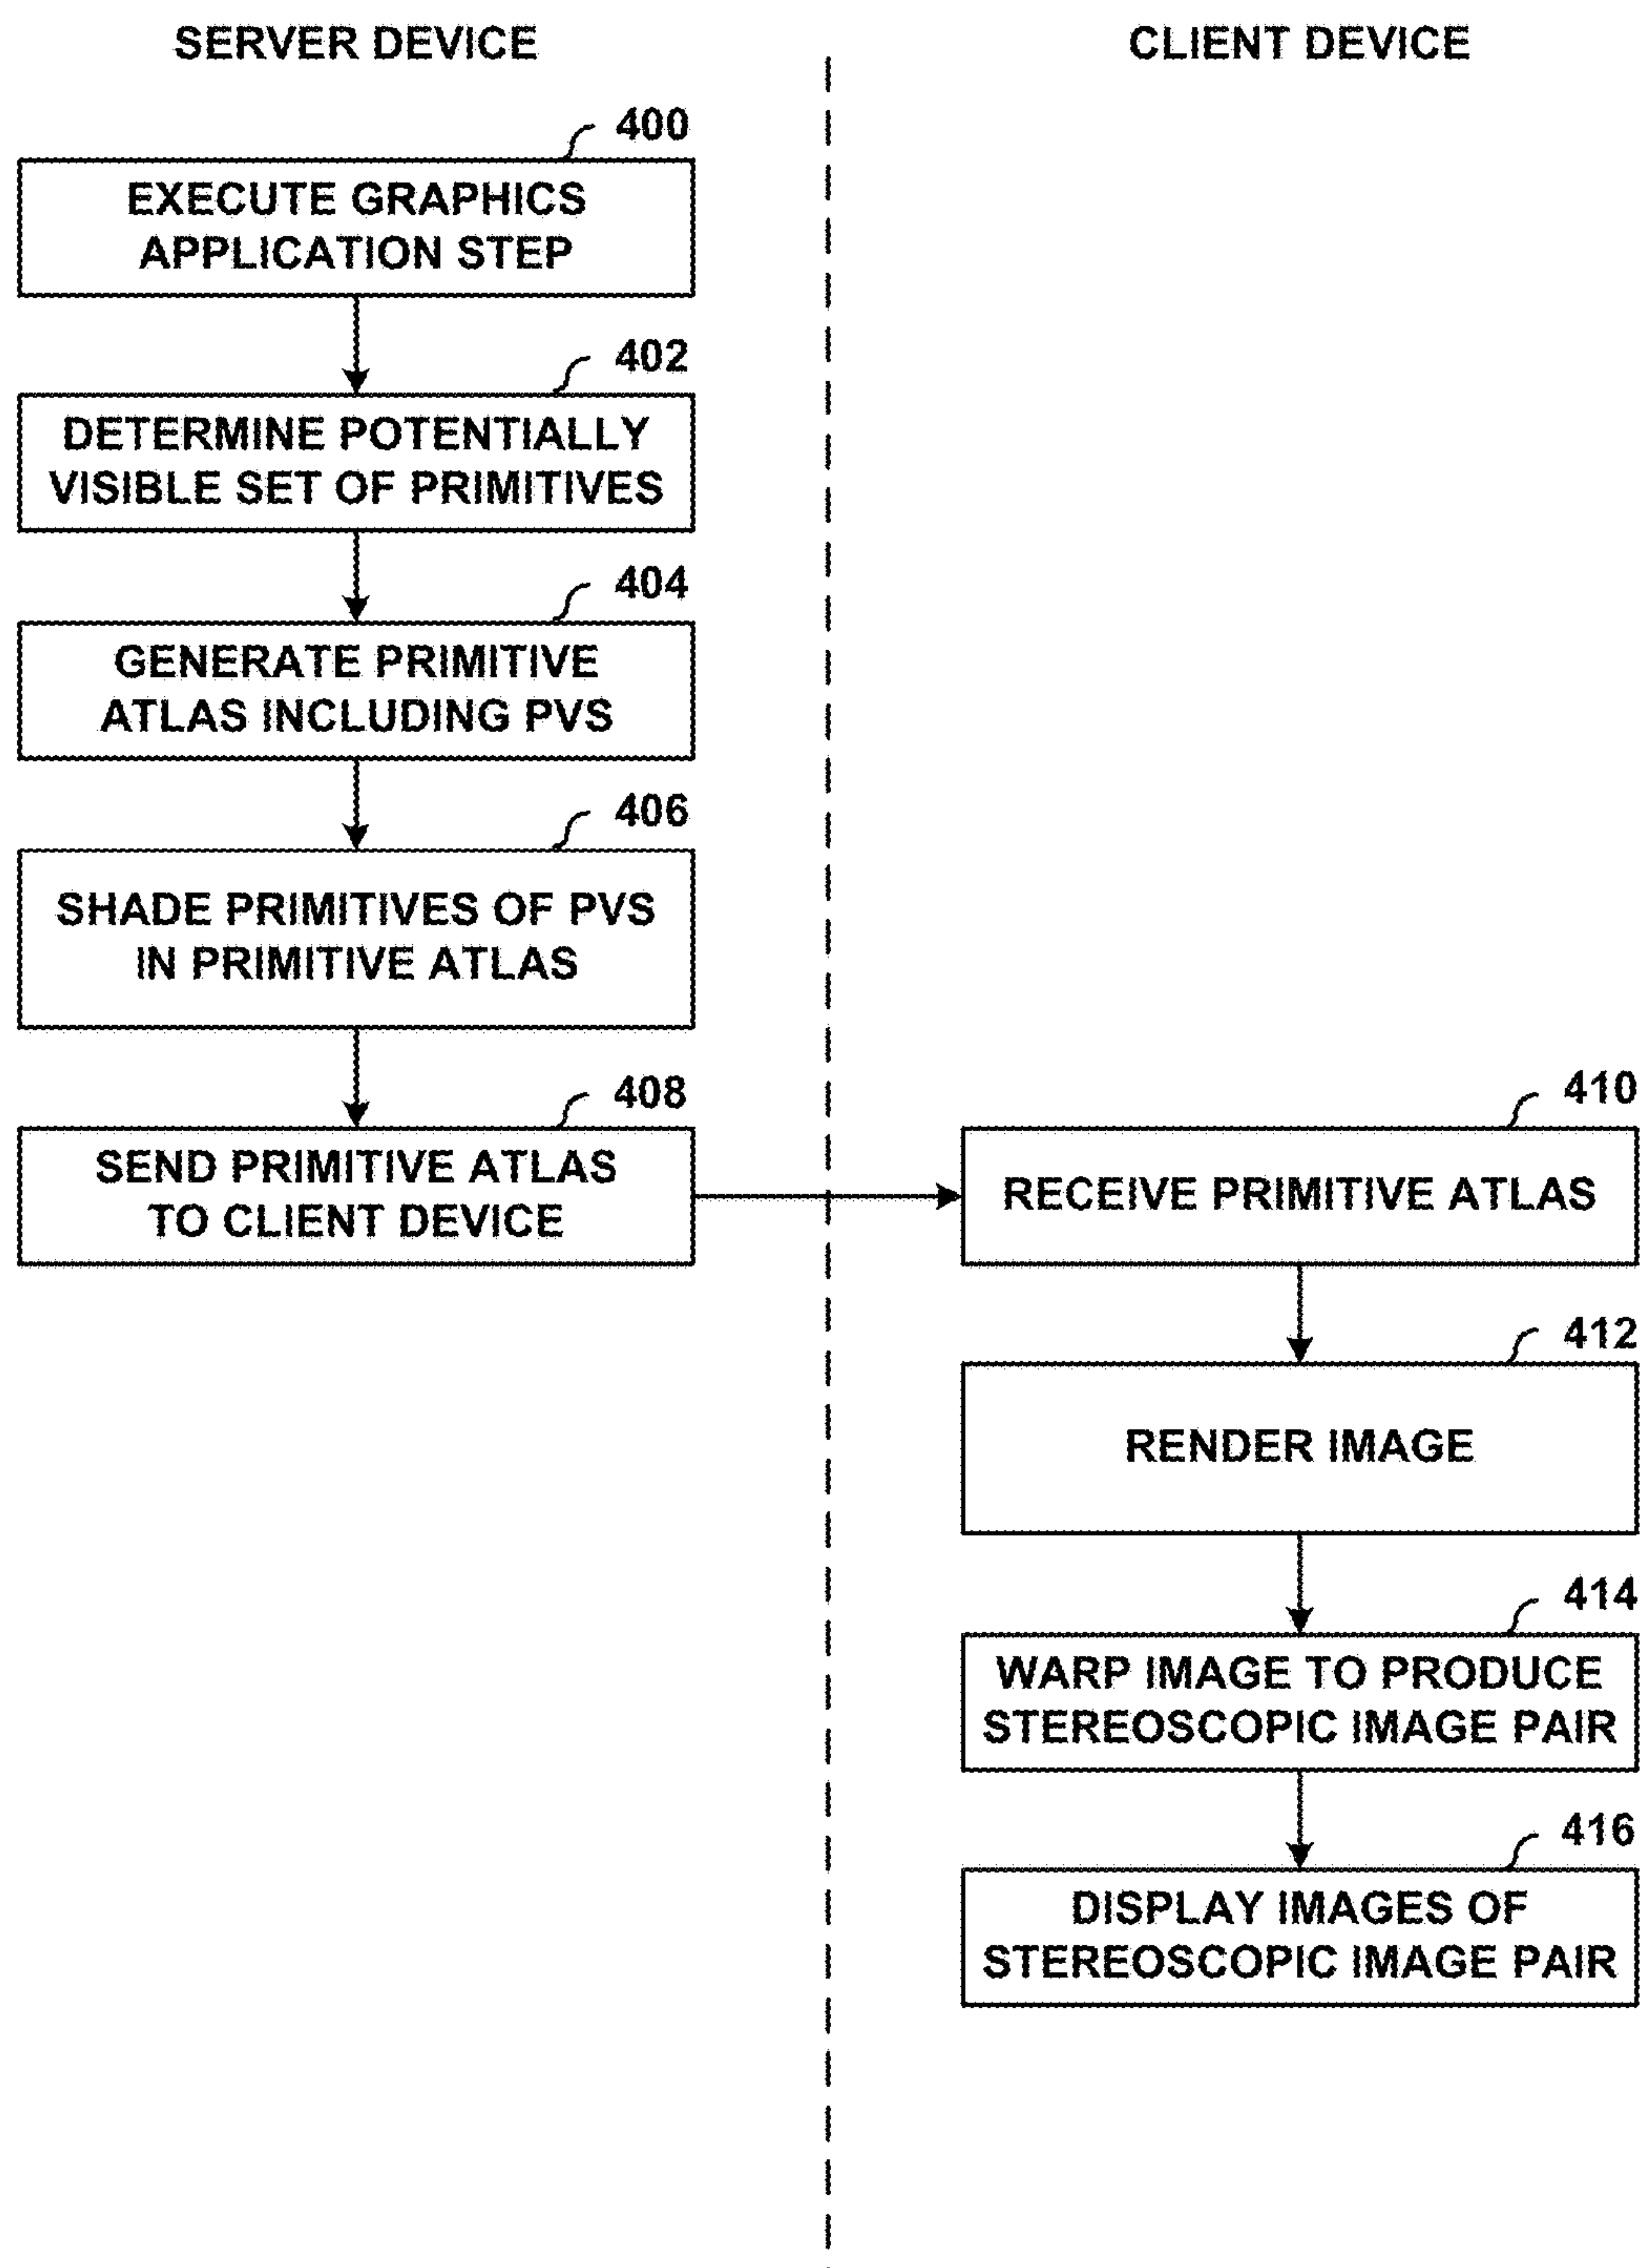 SERVER DEVICE
CLIENT DEVICE
400
EXECUTE GRAPHICS
APPLICATION STEP
402
DETERMINE POTENTIALLY
VISIBLE SET OF PRIMITIVES
404
GENERATE PRIMITIVE
ATLAS INCLUDING PVS
406
SHADE PRIMITIVES OF PVS
IN PRIMITIVE ATLAS
408
SEND PRIMITIVE ATLAS
TO CLIENT DEVICE
410
RECEIVE PRIMITIVE ATLAS
412
RENDER IMAGE
414
WARP IMAGE TO PRODUCE
STEREOSCOPIC IMAGE PAIR
416
DISPLAY IMAGES OF
STEREOSCOPIC IMAGE PAIR